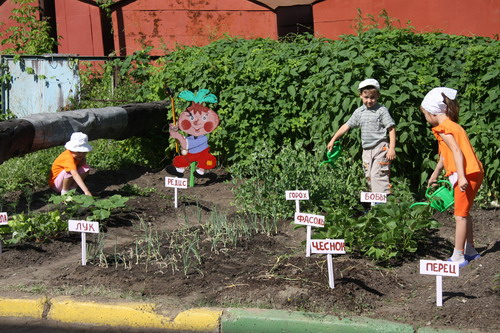 РЕДИС
ГОРОХ
БОБЫ
ФАСОЛЬ
ЛУК
ЧЕСНОК
ПЕРЕЦ